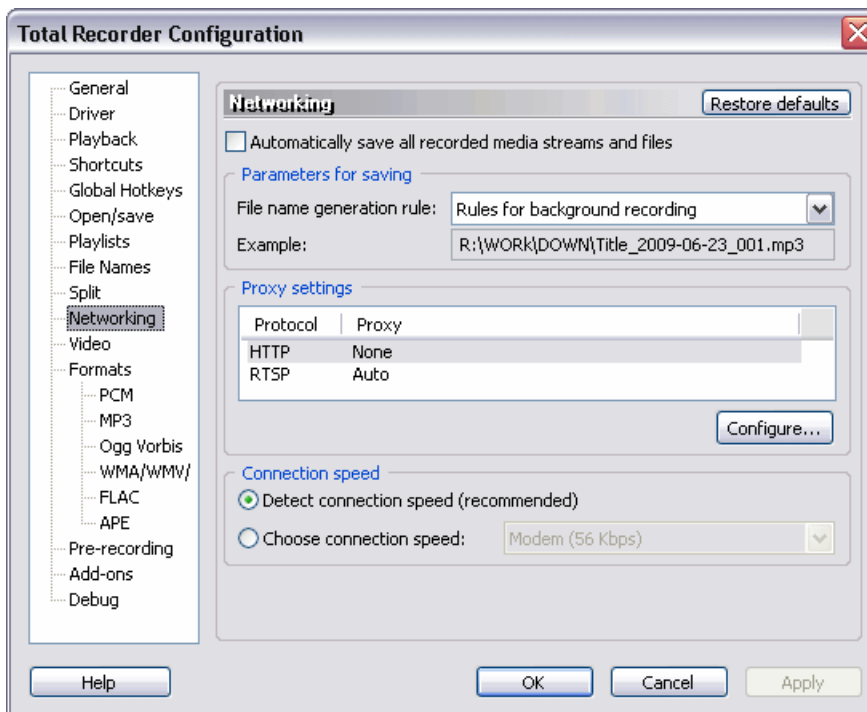 Total Recorder Configuration
General
Driver
Playback
Shortcuts
Global Hotkeys
Open/save
Playlists
File Names
Split
Networking
Video
Formats
PCM
MP3
Ogg Vorbis
WMA/WMV/
FLAC
APE
Pre-recording
Add-ons
Debug
Networking
Restore defaults
Automatically save all recorded media streams and files
Parameters for saving
File name generation rule: Rules for background recording
Example: R:\WORk\DOWN\Title_2009-06-23_001.mp3
Proxy settings
Protocol Proxy
HTTP None
RTSP Auto
Configure...
Connection speed
Detect connection speed (recommended)
Choose connection speed: Modem (56 Kbps)
Help OK Cancel Apply